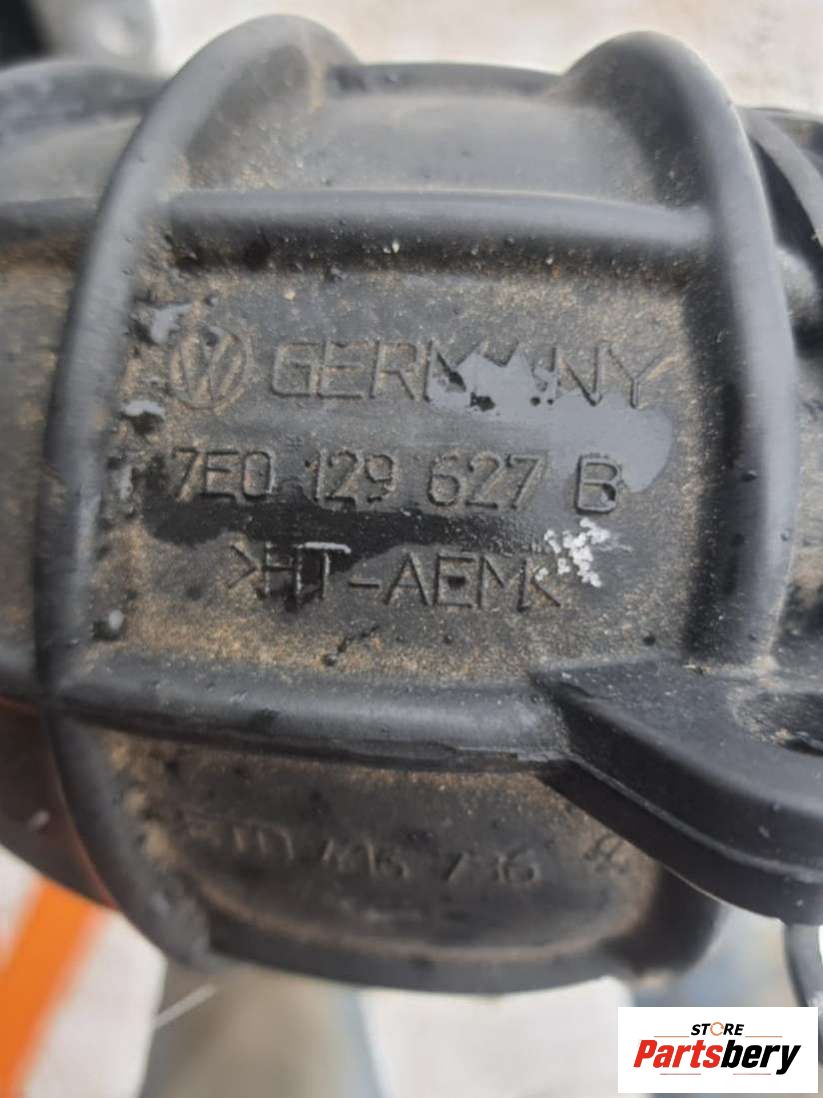 GERMANY
7E0 129 627 B
>HT-AEM<
STORE
Partsbery